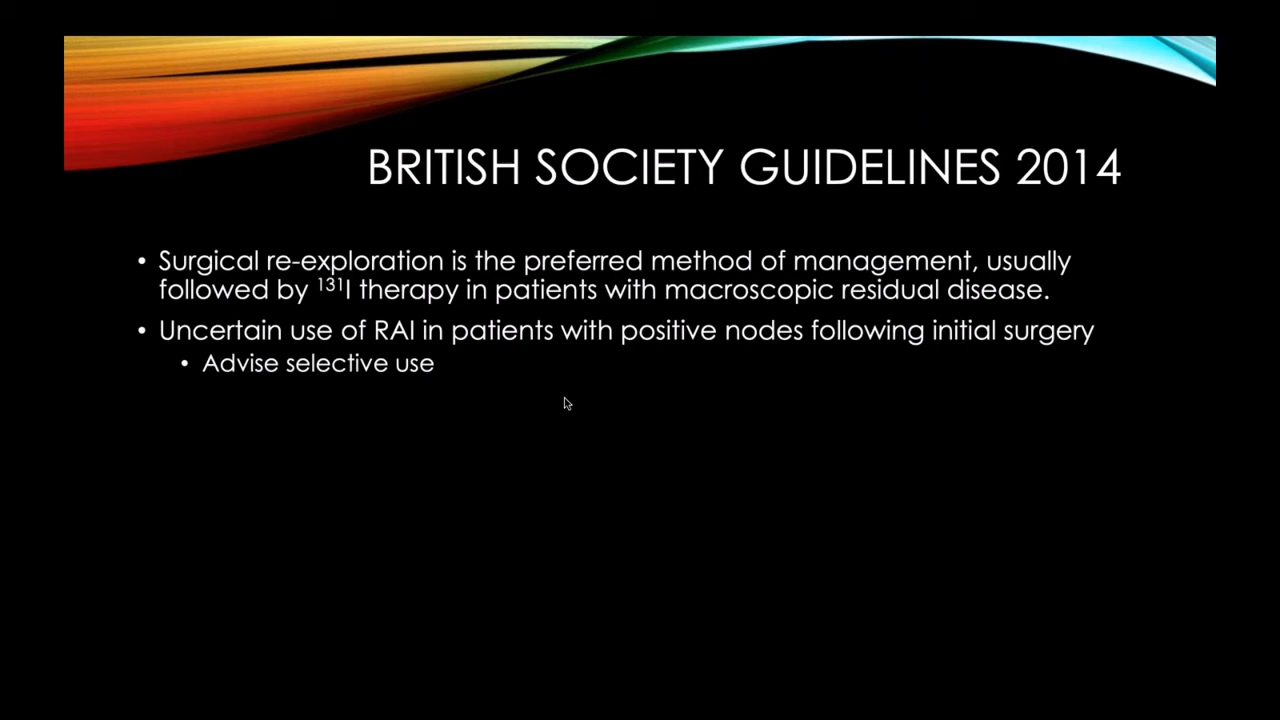 BRITISH SOCIETY GUIDELINES 2014
• Surgical re-exploration is the preferred method of management, usually
followed by ¹³¹I therapy in patients with macroscopic residual disease.
• Uncertain use of RAI in patients with positive nodes following initial surgery
• Advise selective use